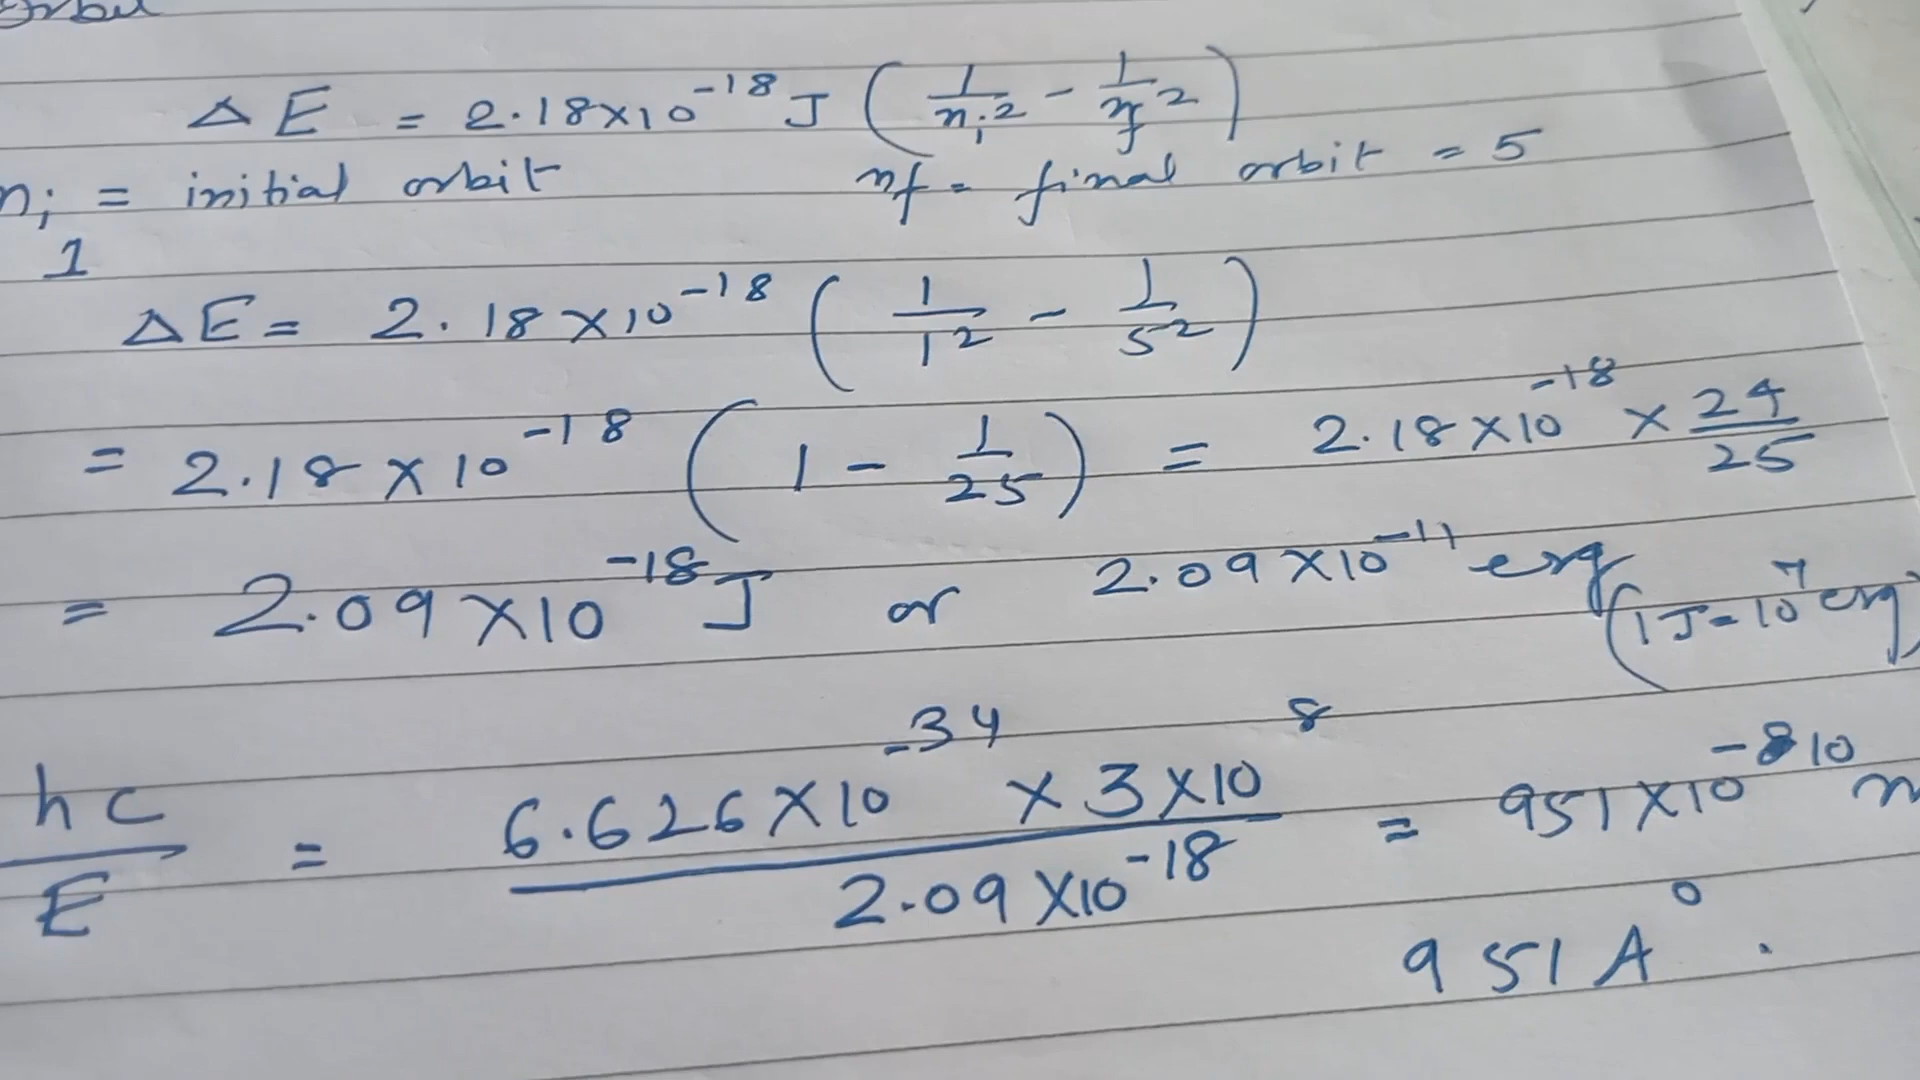 Orbit
ΔE = 2.18×10⁻¹⁸ J (1/nᵢ² - 1/nf²)
nᵢ = initial orbit nf = final orbit = 5
1
ΔE = 2.18×10⁻¹⁸ (1/1² - 1/5²)
= 2.18×10⁻¹⁸ (1 - 1/25) = 2.18×10⁻¹⁸ × 24/25
= 2.09×10⁻¹⁸ J or 2.09×10⁻¹¹ erg (1J = 10⁷ erg)
hc/E = 6.626×10⁻³⁴ × 3×10⁸ / 2.09×10⁻¹⁸ = 951×10⁻¹⁰ m
951 A°.